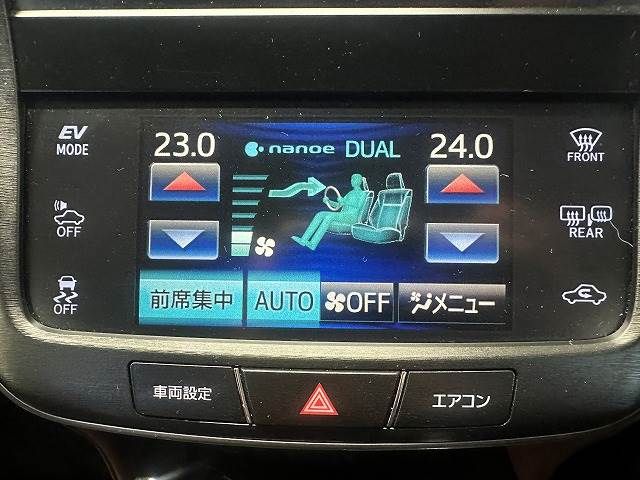 EV
MODE
23.0
nanoe DUAL
24.0
FRONT
OFF
REAR
OFF
前席集中
AUTO
OFF
メニュー
車両設定
エアコン